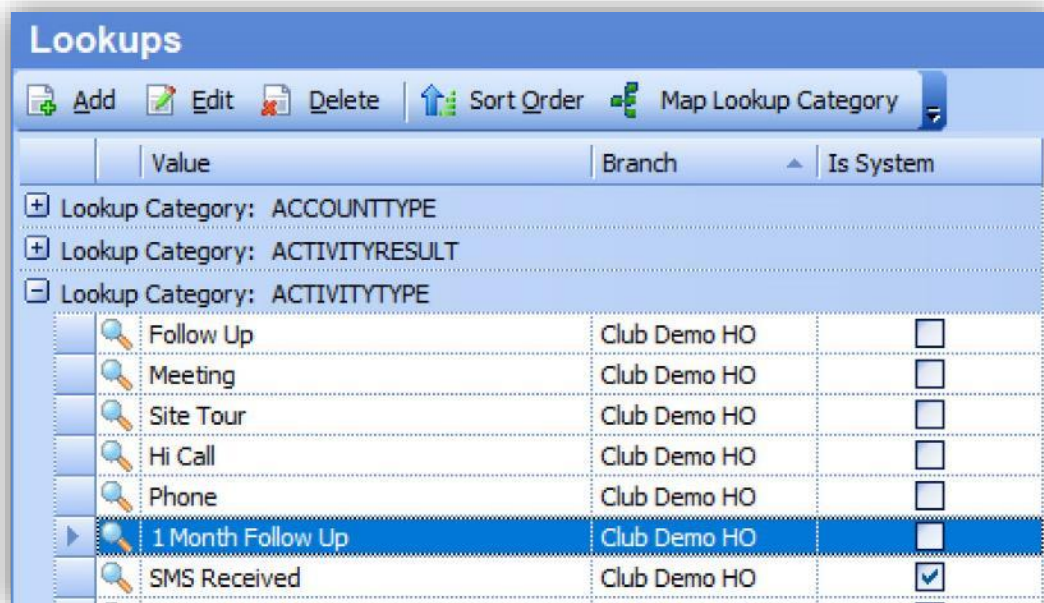 Lookups
Add Edit Delete Sort Order Map Lookup Category
Value Branch Is System
Lookup Category: ACCOUNTTYPE
Lookup Category: ACTIVITYRESULT
Lookup Category: ACTIVITYTYPE
Follow Up Club Demo HO
Meeting Club Demo HO
Site Tour Club Demo HO
Hi Call Club Demo HO
Phone Club Demo HO
1 Month Follow Up Club Demo HO
SMS Received Club Demo HO